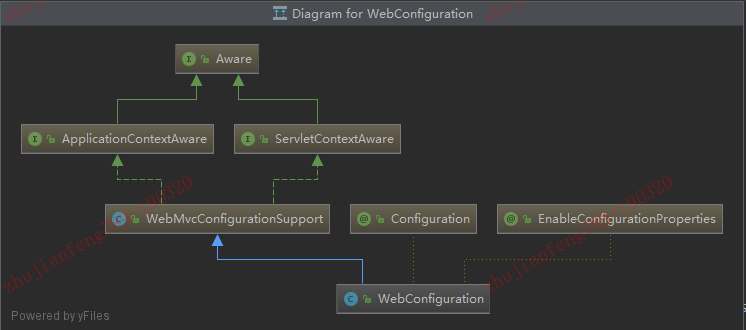 Diagram for WebConfiguration
I Aware
I ApplicationContextAware
I ServletContextAware
C WebMvcConfigurationSupport
@ Configuration
@ EnableConfigurationProperties
C WebConfiguration
Powered by yFiles